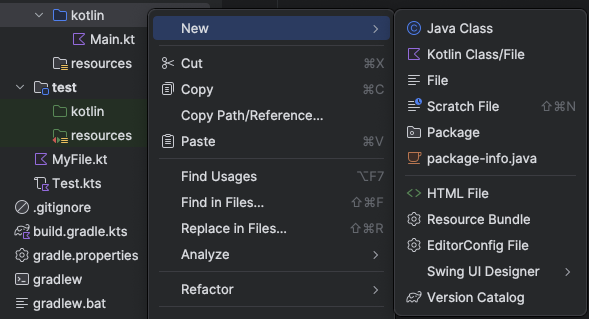 kotlin
Main.kt
resources
test
kotlin
resources
MyFile.kt
Test.kts
.gitignore
build.gradle.kts
gradle.properties
gradlew
gradlew.bat
New
Cut ⌘X
Copy ⌘C
Copy Path/Reference...
Paste ⌘V
Find Usages ⌥F7
Find in Files... ⇧⌘F
Replace in Files... ⇧⌘R
Analyze
Refactor
Java Class
Kotlin Class/File
File
Scratch File ⇧⌘N
Package
package-info.java
HTML File
Resource Bundle
EditorConfig File
Swing UI Designer
Version Catalog